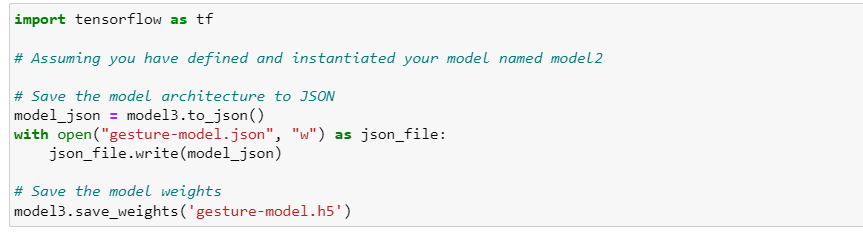 import tensorflow as tf
# Assuming you have defined and instantiated your model named model2
# Save the model architecture to JSON
model_json = model3.to_json()
with open("gesture-model.json", "w") as json_file:
    json_file.write(model_json)
# Save the model weights
model3.save_weights('gesture-model.h5')